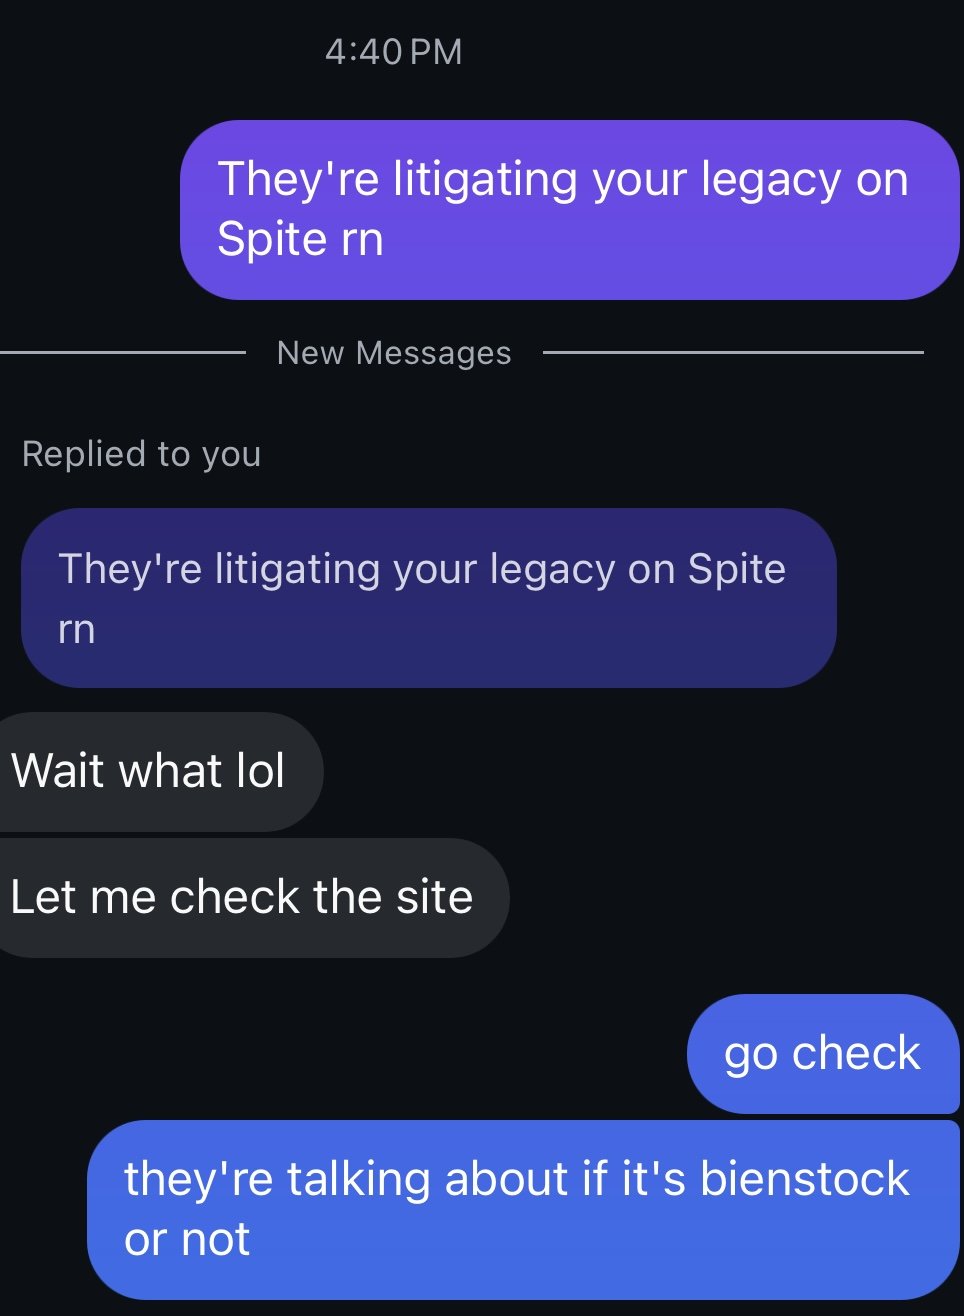 4:40 PM
They're litigating your legacy on
Spite rn
New Messages
Replied to you
They're litigating your legacy on Spite
rn
Wait what lol
Let me check the site
go check
they're talking about if it's bienstock
or not